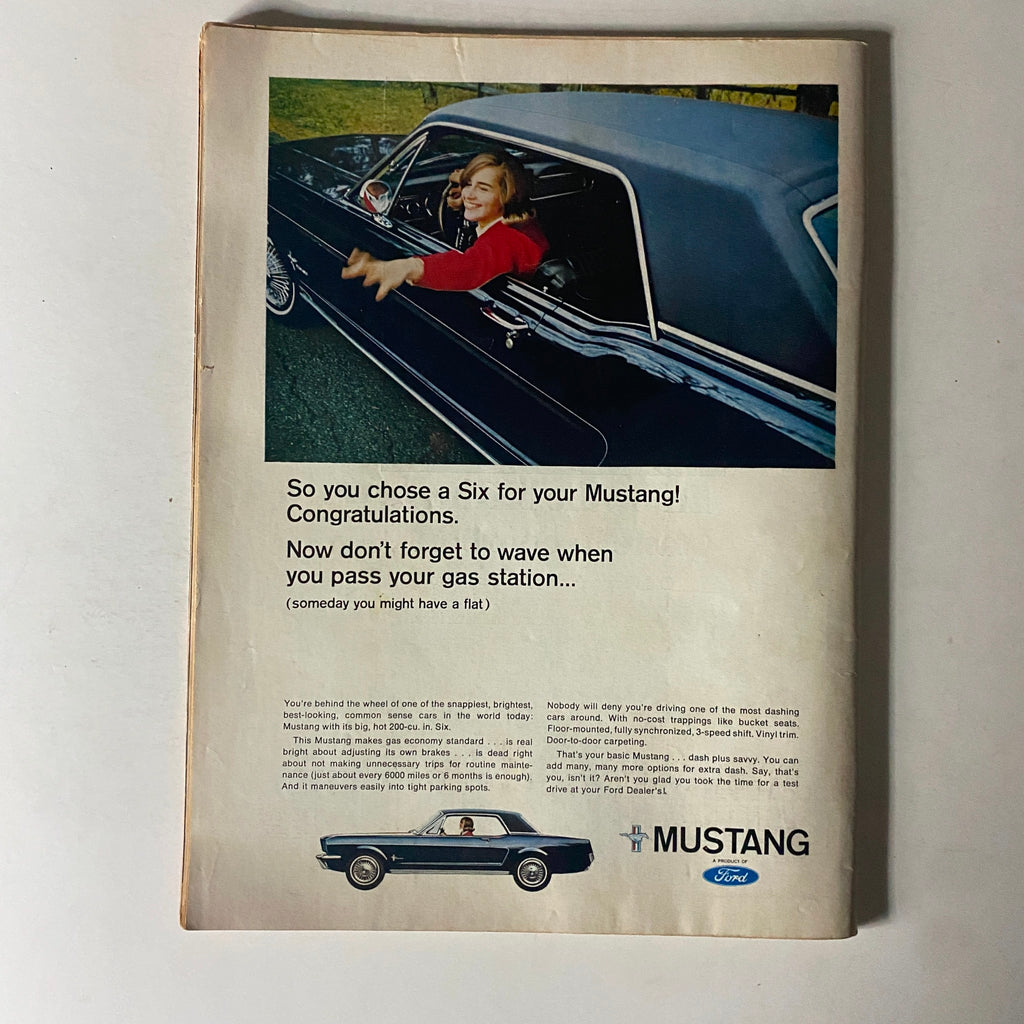 So you chose a Six for your Mustang!
Congratulations.
Now don't forget to wave when
you pass your gas station...
(someday you might have a flat)
You're behind the wheel of one of the snappiest, brightest,
best-looking, common sense cars in the world today:
Mustang with its big, hot 200-cu. in. Six.
This Mustang makes gas economy standard . . . is real
bright about adjusting its own brakes . . . is dead right
about not making unnecessary trips for routine mainte-
nance (just about every 6000 miles or 6 months is enough).
And it maneuvers easily into tight parking spots.
Nobody will deny you're driving one of the most dashing
cars around. With no-cost trappings like bucket seats.
Floor-mounted, fully synchronized, 3-speed shift. Vinyl trim.
Door-to-door carpeting.
That's your basic Mustang . . . dash plus savvy. You can
add many, many more options for extra dash. Say, that's
you, isn't it? Aren't you glad you took the time for a test
drive at your Ford Dealer's!
MUSTANG
A PRODUCT OF
Ford